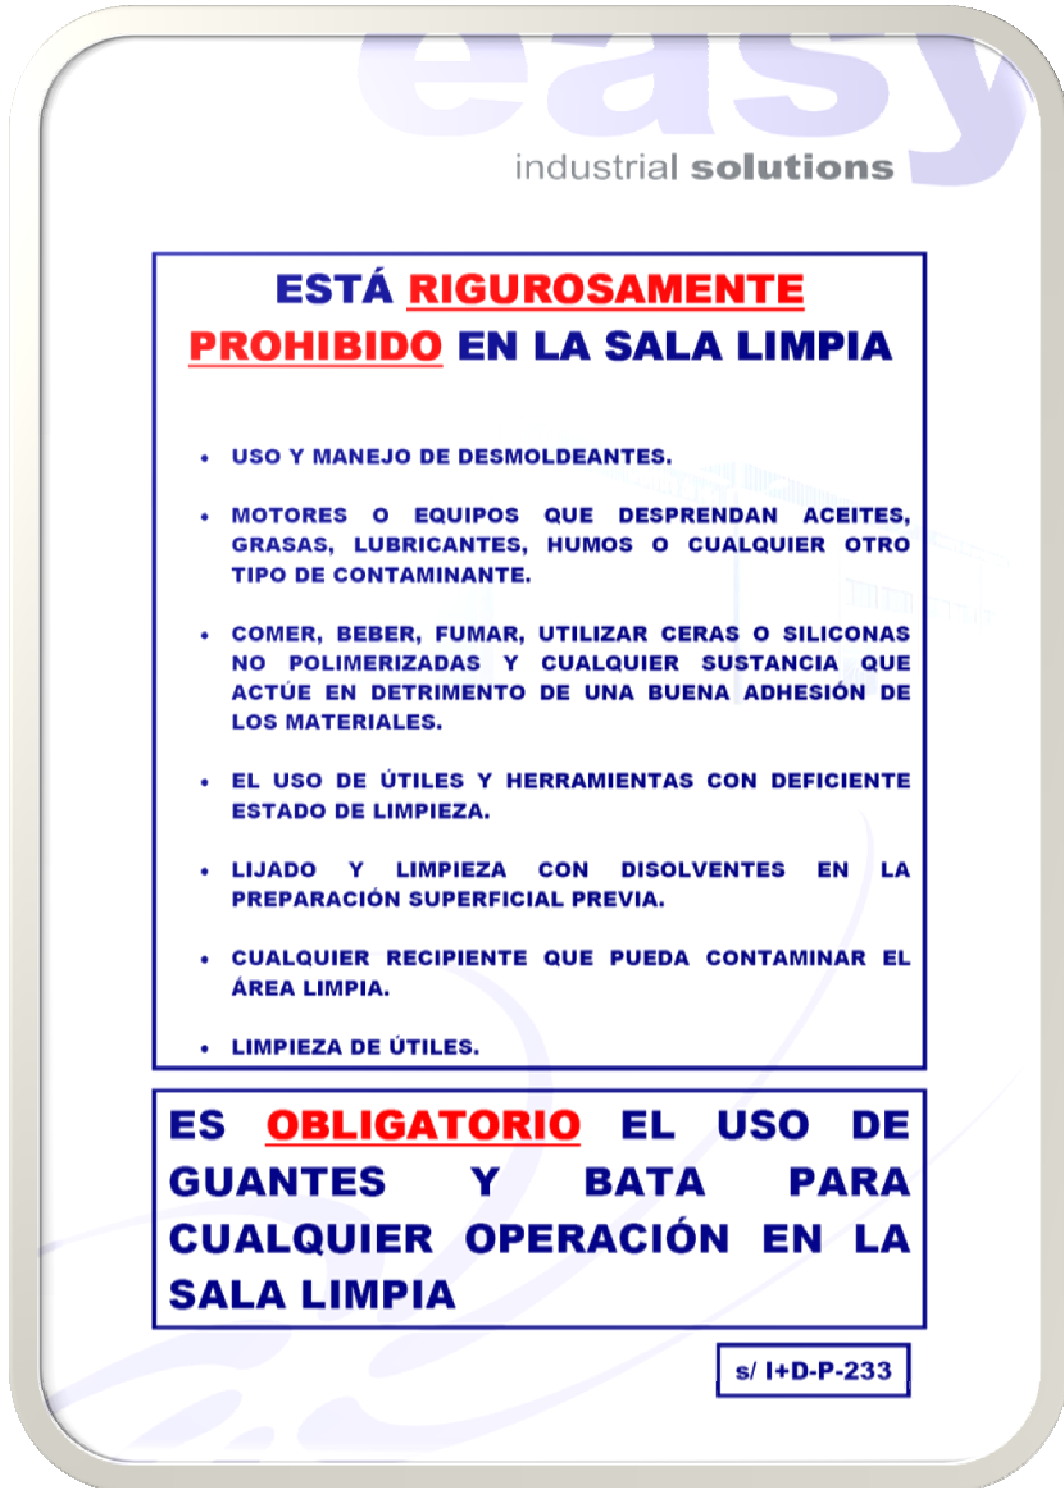 easy
industrial solutions
ESTÁ RIGUROSAMENTE
PROHIBIDO EN LA SALA LIMPIA
• USO Y MANEJO DE DESMOLDEANTES.
• MOTORES O EQUIPOS QUE DESPRENDAN ACEITES,
GRASAS, LUBRICANTES, HUMOS O CUALQUIER OTRO
TIPO DE CONTAMINANTE.
• COMER, BEBER, FUMAR, UTILIZAR CERAS O SILICONAS
NO POLIMERIZADAS Y CUALQUIER SUSTANCIA QUE
ACTÚE EN DETRIMENTO DE UNA BUENA ADHESIÓN DE
LOS MATERIALES.
• EL USO DE ÚTILES Y HERRAMIENTAS CON DEFICIENTE
ESTADO DE LIMPIEZA.
• LIJADO Y LIMPIEZA CON DISOLVENTES EN LA
PREPARACIÓN SUPERFICIAL PREVIA.
• CUALQUIER RECIPIENTE QUE PUEDA CONTAMINAR EL
ÁREA LIMPIA.
• LIMPIEZA DE ÚTILES.
ES OBLIGATORIO EL USO DE
GUANTES Y BATA PARA
CUALQUIER OPERACIÓN EN LA
SALA LIMPIA
s/ I+D-P-233